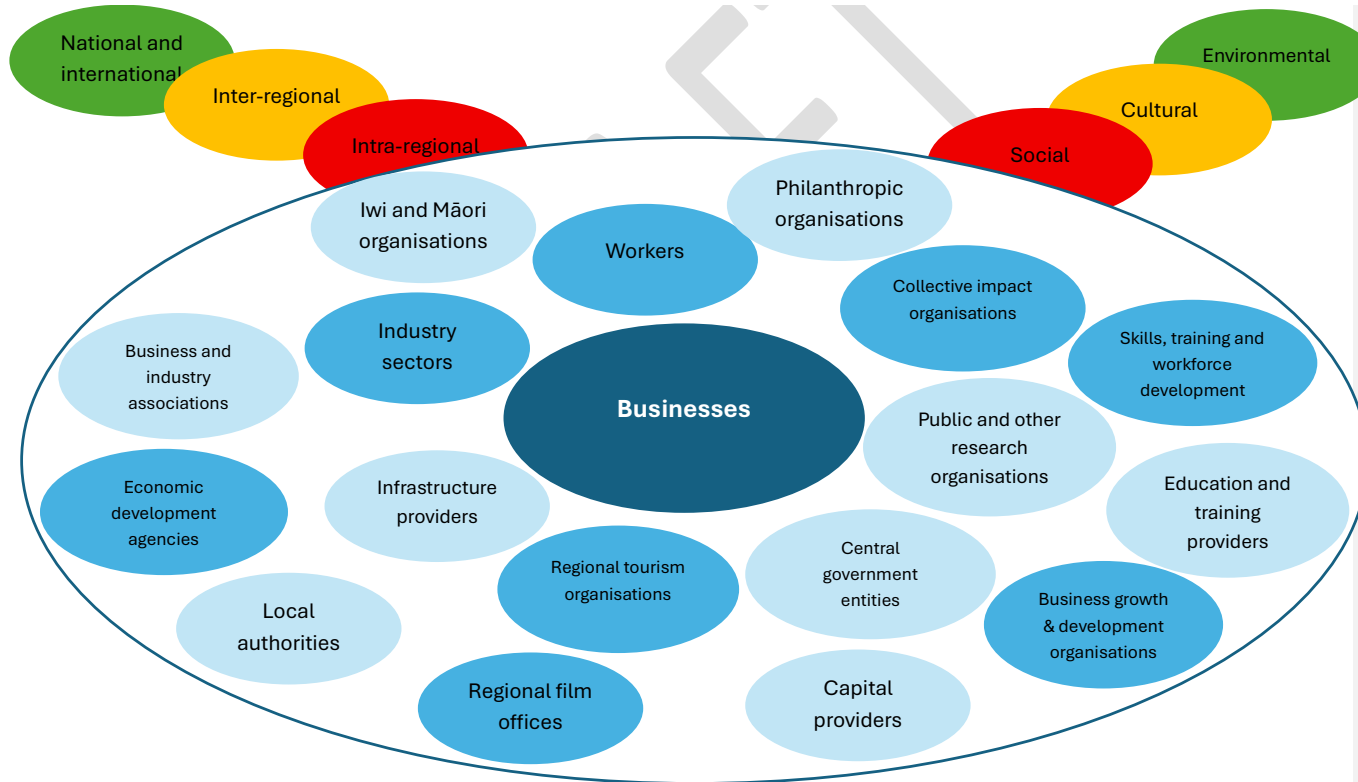 National and
international
Inter-regional
Intra-regional
Environmental
Cultural
Social
Iwi and Māori
organisations
Workers
Philanthropic
organisations
Collective impact
organisations
Skills, training and
workforce
development
Business and
industry
associations
Industry
sectors
Businesses
Public and other
research
organisations
Economic
development
agencies
Infrastructure
providers
Education and
training
providers
Regional tourism
organisations
Central
government
entities
Local
authorities
Business growth
& development
organisations
Regional film
offices
Capital
providers